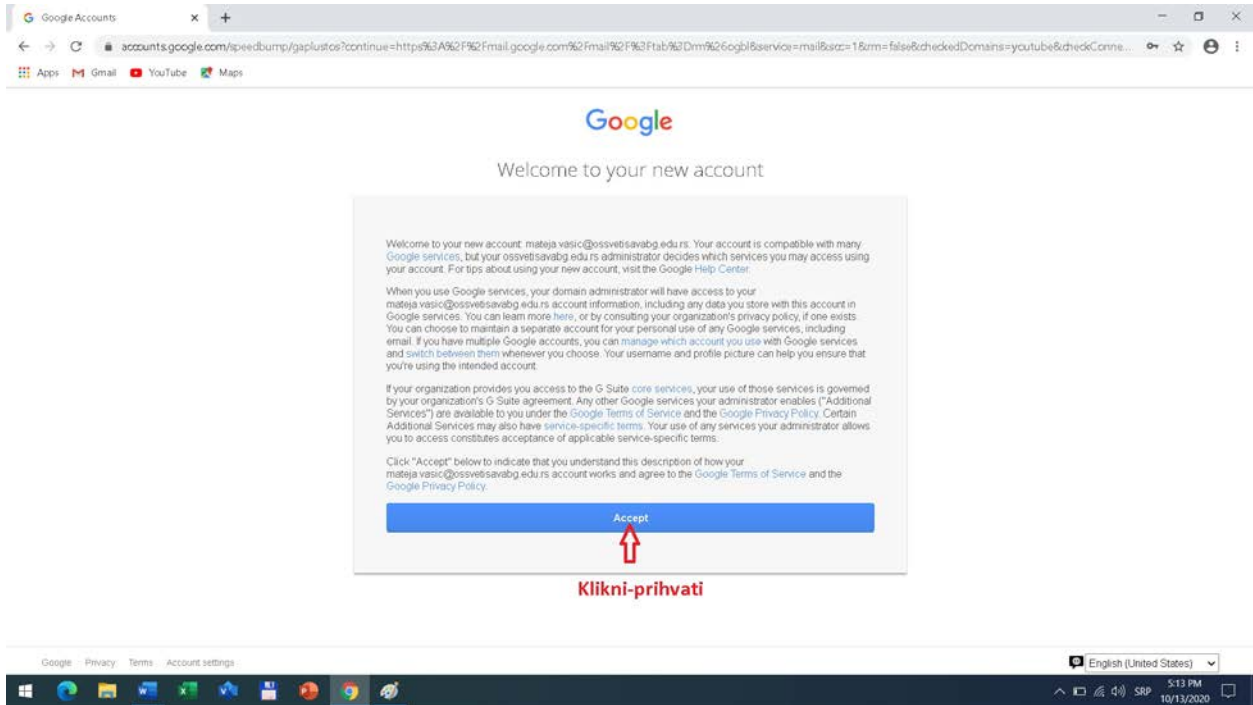 Google Accounts
accounts.google.com/speedbump/gaplustos?continue=https%3A%2F%2Fmail.google.com%2Fmail%2F%3Ftab%3Drm%26ogbl&service=mail&scc=1&rm=false&checkedDomains=youtube&checkConne...
Apps Gmail YouTube Maps
Google
Welcome to your new account
Welcome to your new account: mateja.vasic@ossvetisavabg.edu.rs. Your account is compatible with many
Google services, but your ossvetisavabg.edu.rs administrator decides which services you may access using
your account. For tips about using your new account, visit the Google Help Center.
When you use Google services, your domain administrator will have access to your
mateja.vasic@ossvetisavabg.edu.rs account information, including any data you store with this account in
Google services. You can learn more here, or by consulting your organization's privacy policy, if one exists.
You can choose to maintain a separate account for your personal use of any Google services, including
email. If you have multiple Google accounts, you can manage which account you use with Google services
and switch between them whenever you choose. Your username and profile picture can help you ensure that
you're using the intended account.
If your organization provides you access to the G Suite core services, your use of those services is governed
by your organization's G Suite agreement. Any other Google services your administrator enables ("Additional
Services") are available to you under the Google Terms of Service and the Google Privacy Policy. Certain
Additional Services may also have service-specific terms. Your use of any services your administrator allows
you to access constitutes acceptance of applicable service-specific terms.
Click "Accept" below to indicate that you understand this description of how your
mateja.vasic@ossvetisavabg.edu.rs account works and agree to the Google Terms of Service and the
Google Privacy Policy.
Accept
Klikni-prihvati
Google Privacy Terms Account settings
English (United States)
SRP
5:13 PM
10/13/2020